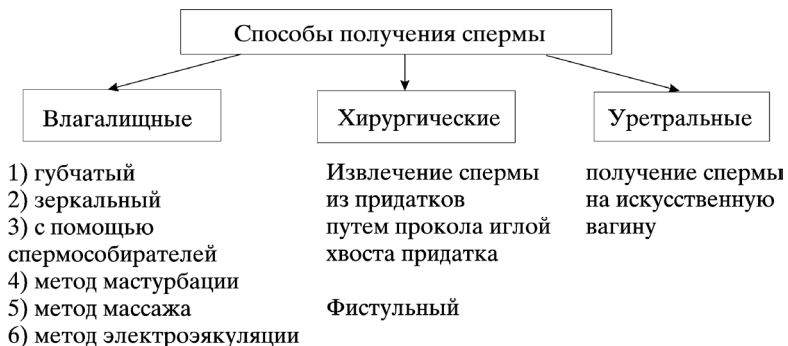 Способы получения спермы
Влагалищные
1) губчатый
2) зеркальный
3) с помощью
спермособирателей
4) метод мастурбации
5) метод массажа
6) метод электроэякуляции
Хирургические
Извлечение спермы
из придатков
путем прокола иглой
хвоста придатка
Фистульный
Уретральные
получение спермы
на искусственную
вагину